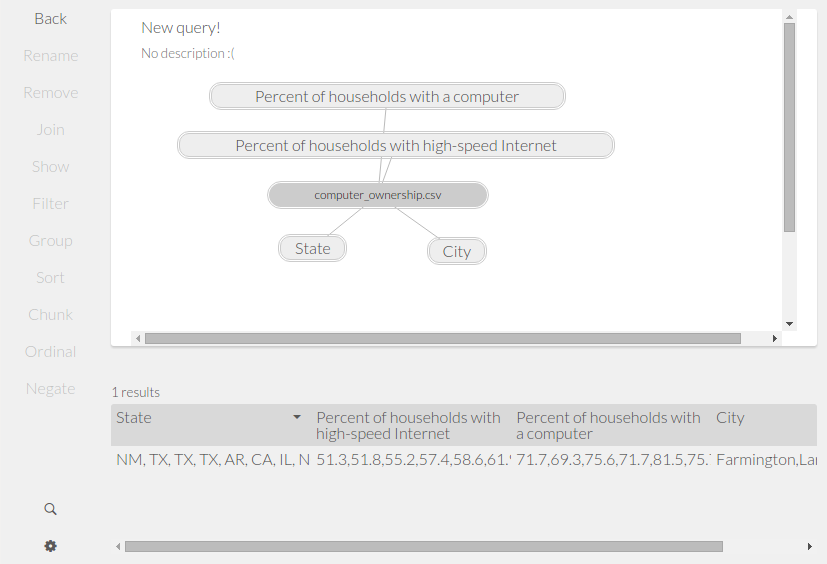 Back
Rename
Remove
Join
Show
Filter
Group
Sort
Chunk
Ordinal
Negate
New query!
No description :(
Percent of households with a computer
Percent of households with high-speed Internet
computer_ownership.csv
State
City
1 results
State
Percent of households with
high-speed Internet
Percent of households with
a computer
City
NM, TX, TX, TX, AR, CA, IL, N
51.3,51.8,55.2,57.4,58.6,61.
71.7,69.3,75.6,71.7,81.5,75.
Farmington,Lar